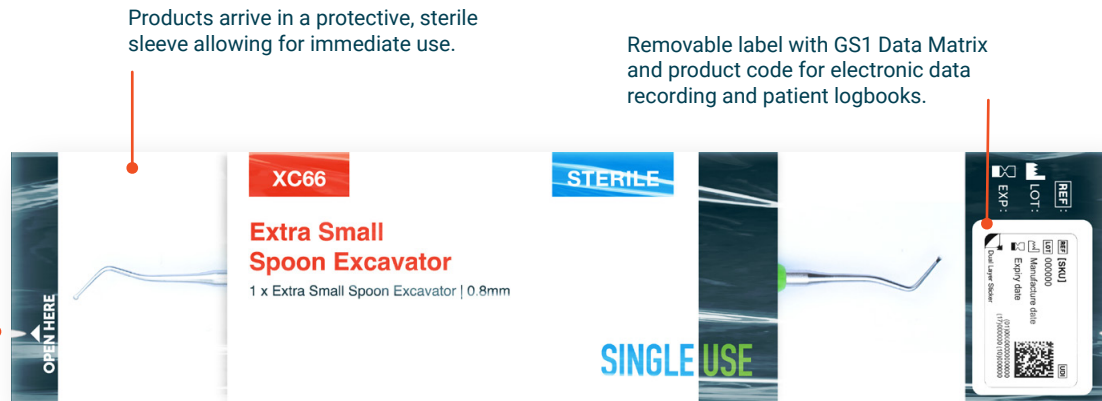 Products arrive in a protective, sterile
sleeve allowing for immediate use.
Removable label with GS1 Data Matrix
and product code for electronic data
recording and patient logbooks.
XC66
STERILE
Extra Small
Spoon Excavator
1 x Extra Small Spoon Excavator | 0.8mm
SINGLE USE
OPEN HERE
REF :
LOT :
EXP :
REF [SKU]
LOT 000000
Manufacture date
Expiry date
Dual Layer Sticker
UDI